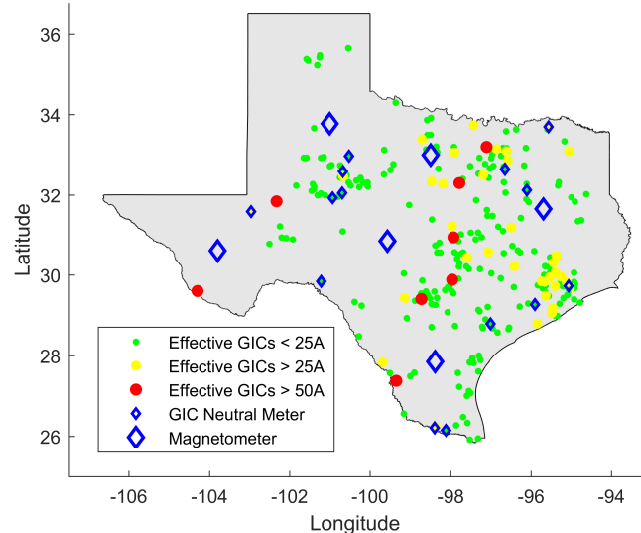 36
34
32
30
28
26
Latitude
Effective GICs < 25A
Effective GICs > 25A
Effective GICs > 50A
GIC Neutral Meter
Magnetometer
-106
-104
-102
-100
-98
-96
-94
Longitude